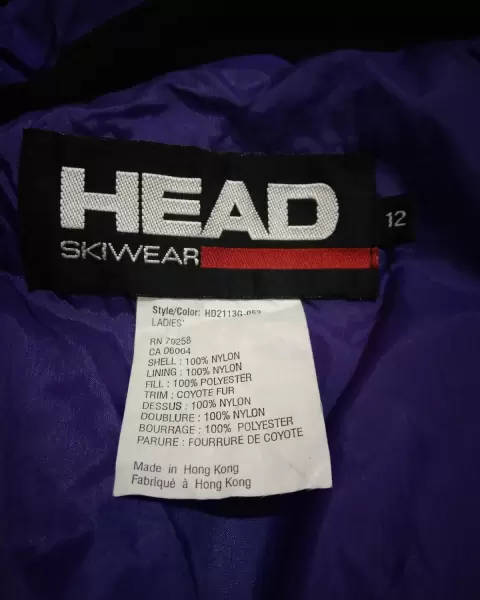 HEAD
SKIWEAR
12
Style/Color: HD2113G-053
LADIES'
RN 79258
CA 06004
SHELL : 100% NYLON
LINING : 100% NYLON
FILL : 100% POLYESTER
TRIM : COYOTE FUR
DESSUS : 100% NYLON
DOUBLURE : 100% NYLON
BOURRAGE : 100% POLYESTER
PARURE : FOURRURE DE COYOTE
Made in Hong Kong
Fabriqué à Hong Kong